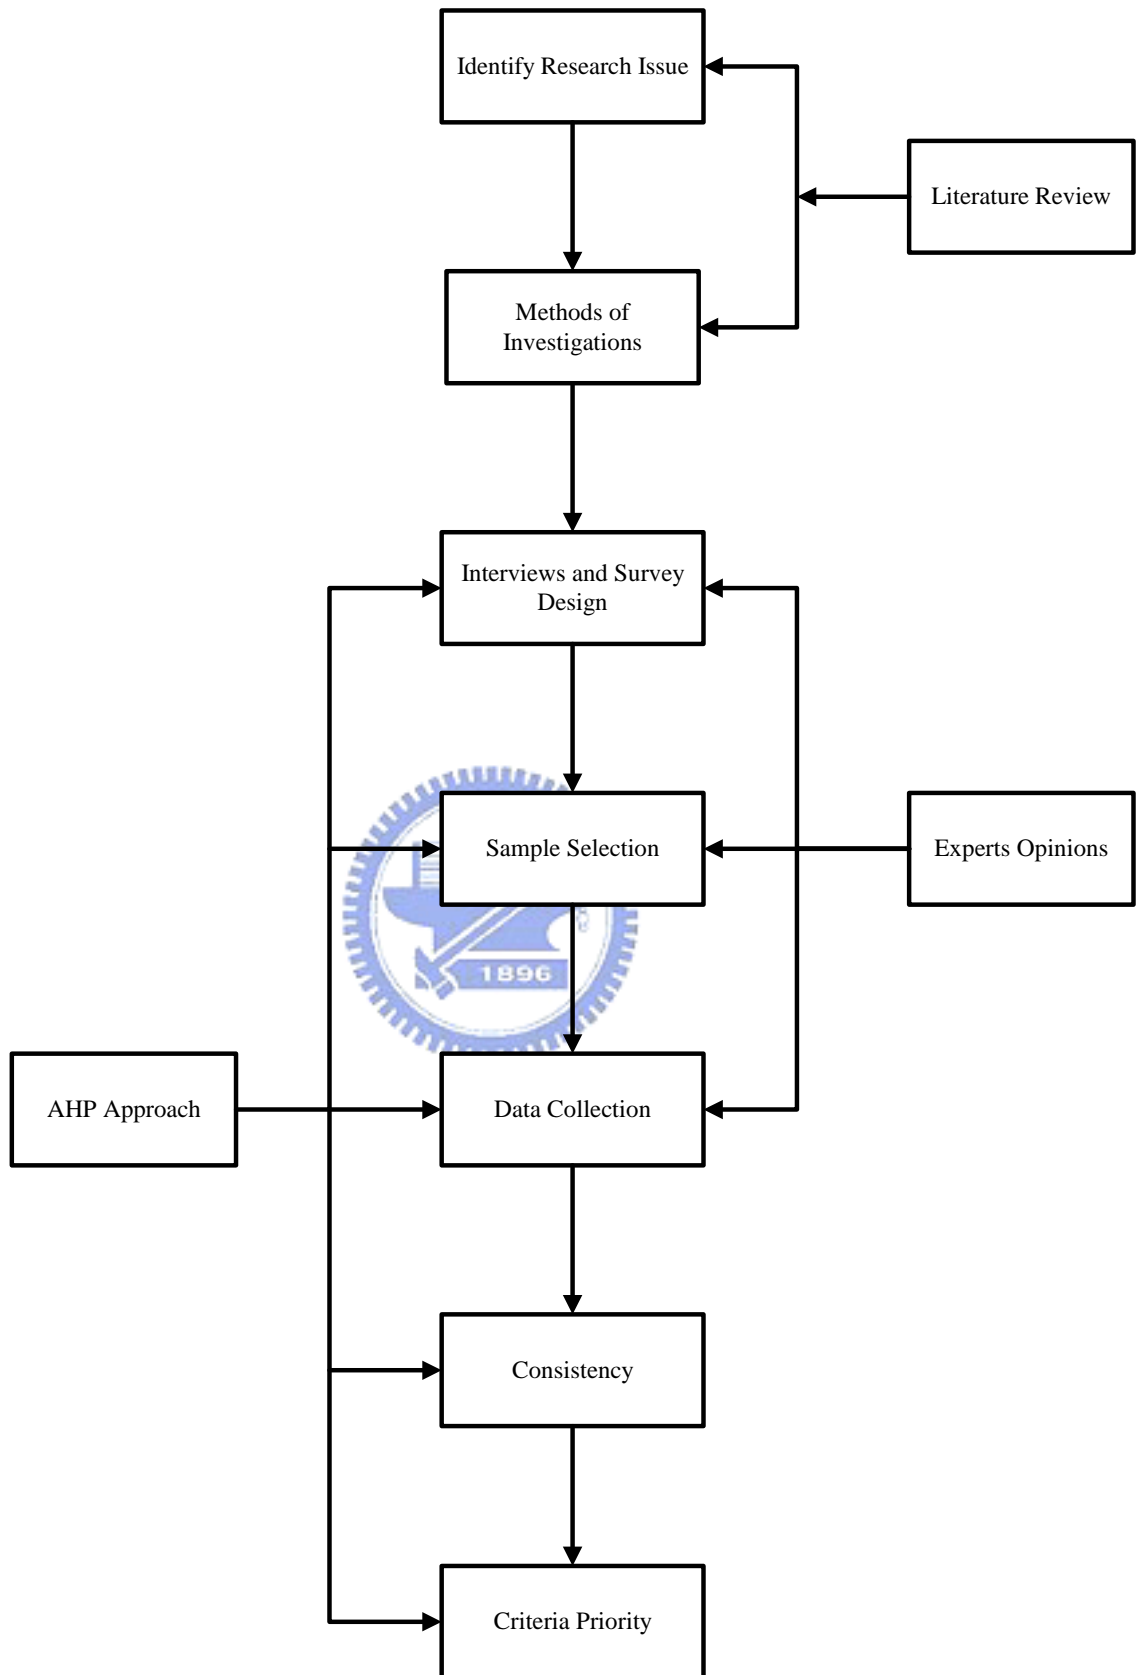 Identify Research Issue
Literature Review
Methods of
Investigations
Interviews and Survey
Design
Sample Selection
Experts Opinions
1896
AHP Approach
Data Collection
Consistency
Criteria Priority